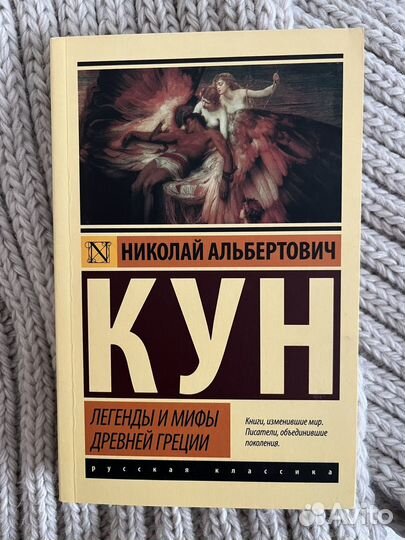 N
НИКОЛАЙ АЛЬБЕРТОВИЧ
КУН
ЛЕГЕНДЫ И МИФЫ
ДРЕВНЕЙ ГРЕЦИИ
Книги, изменившие мир.
Писатели, объединившие
поколения.
русская классика
Avito